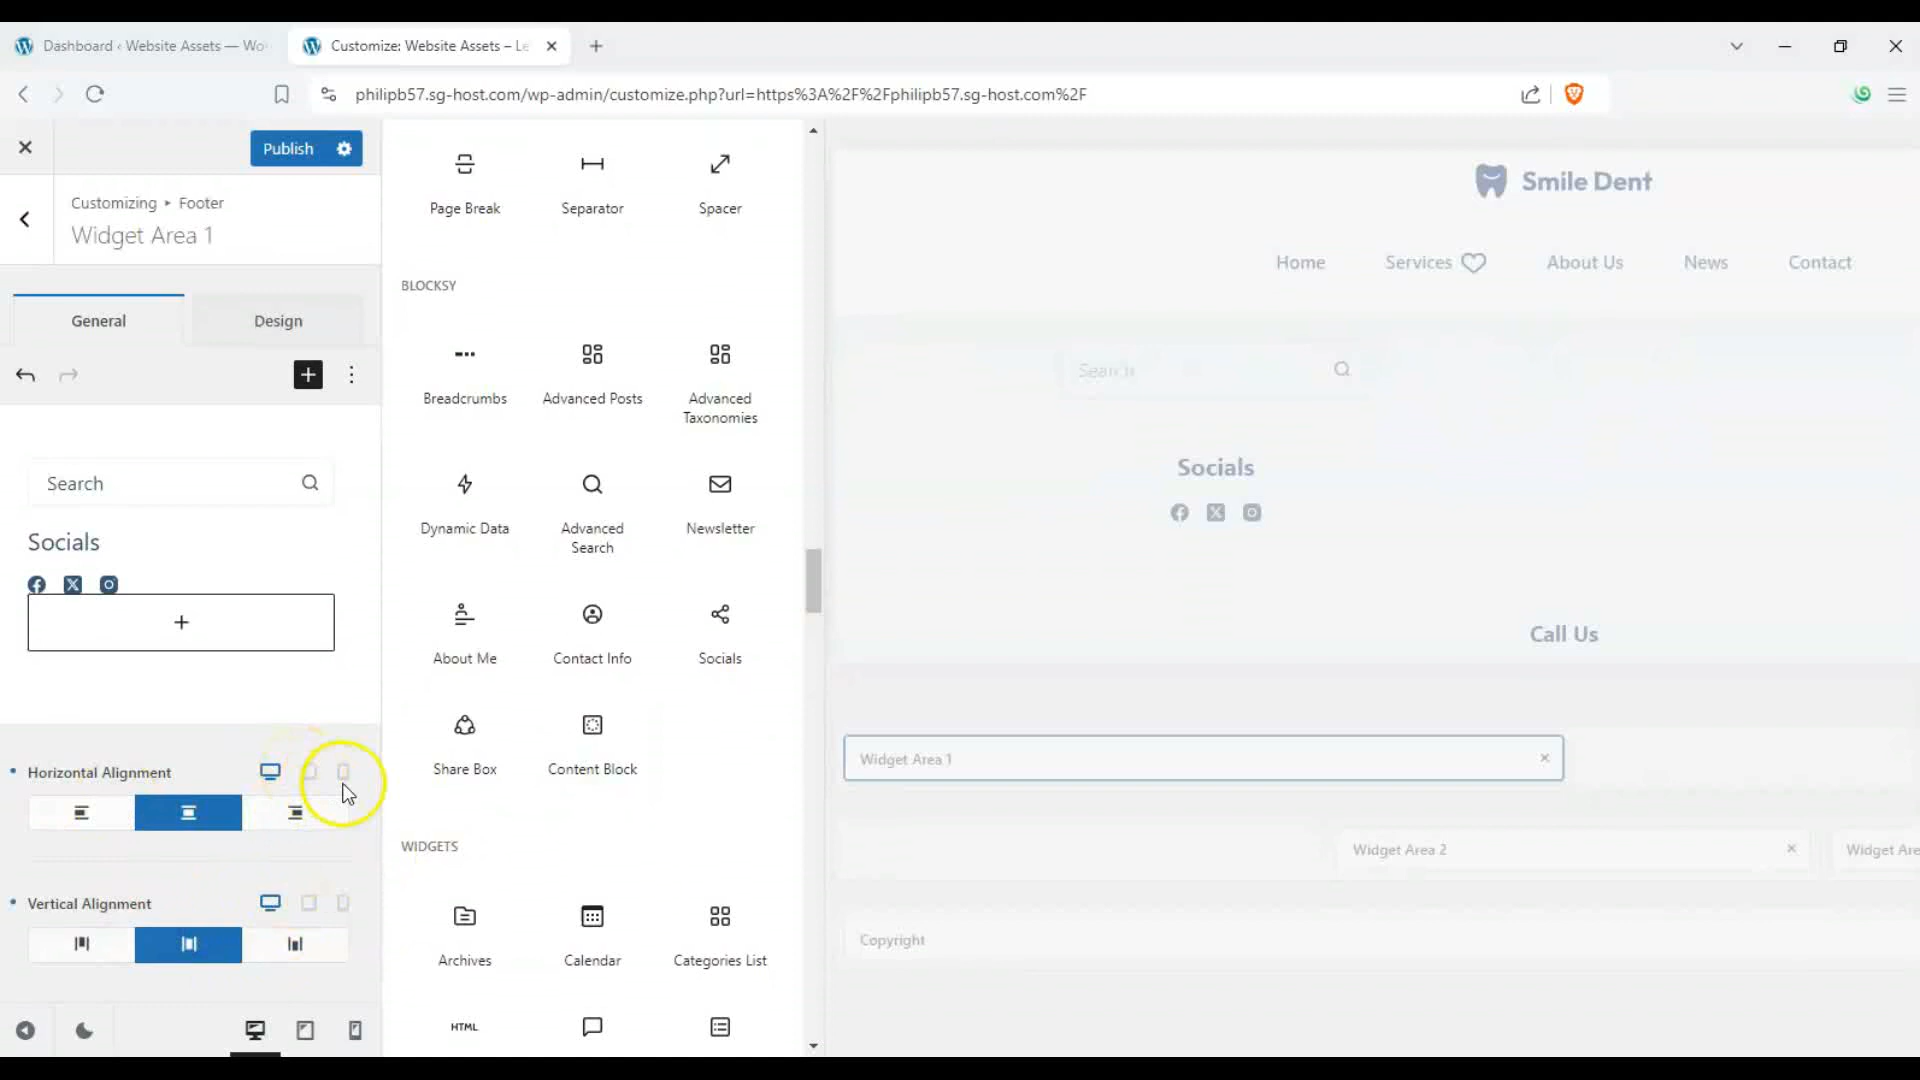 Dashboard ‹ Website Assets — Wo
Customize: Website Assets – Le
philipb57.sg-host.com/wp-admin/customize.php?url=https%3A%2F%2Fphilipb57.sg-host.com%2F
Publish
Customizing ▸ Footer
Widget Area 1
General
Design
Search
Socials
Horizontal Alignment
Vertical Alignment
Page Break
Separator
Spacer
BLOCKSY
Breadcrumbs
Advanced Posts
Advanced
Taxonomies
Dynamic Data
Advanced
Search
Newsletter
About Me
Contact Info
Socials
Share Box
Content Block
WIDGETS
Archives
Calendar
Categories List
HTML
Smile Dent
Home
Services
About Us
News
Contact
Search
Socials
Call Us
Widget Area 1
Widget Area 2
Widget Are
Copyright